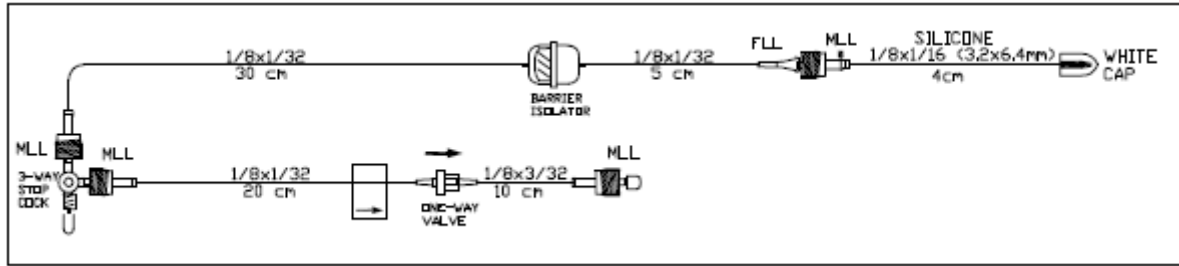 1/8x1/32
30 cm
BARRIER
ISOLATOR
1/8x1/32
5 cm
FLL
MLL
SILICONE
1/8x1/16 (3,2x6,4mm)
4cm
WHITE
CAP
MLL
MLL
3-WAY
STOP
COCK
1/8x1/32
20 cm
ONE-WAY
VALVE
1/8x3/32
10 cm
MLL